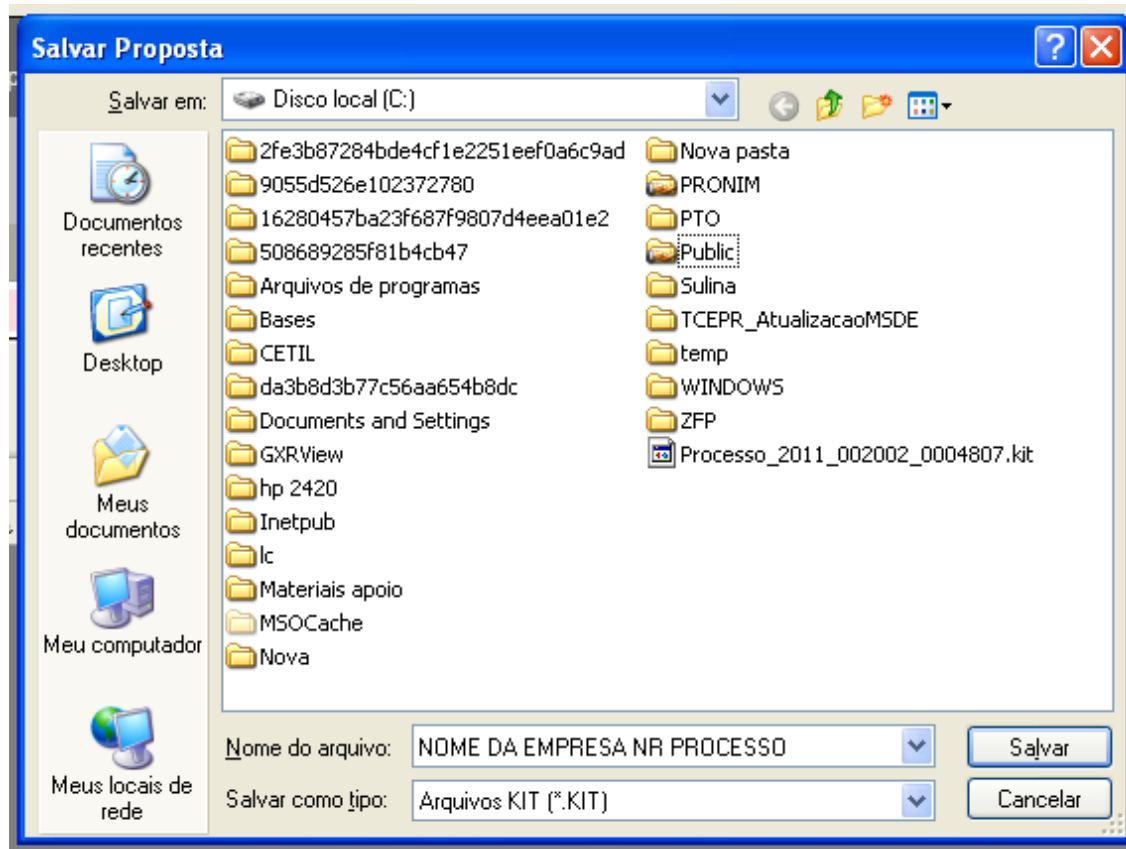 Salvar Proposta
Salvar em:
Disco local (C:)
Documentos
recentes
Desktop
Meus
documentos
Meu computador
Meus locais de
rede
2fe3b87284bde4cf1e2251eef0a6c9ad
9055d526e102372780
16280457ba23f687f9807d4eea01e2
508689285f81b4cb47
Arquivos de programas
Bases
CETIL
da3b8d3b77c56aa654b8dc
Documents and Settings
GXRView
hp 2420
Inetpub
lc
Materiais apoio
MSOCache
Nova
Nova pasta
PRONIM
PTO
Public
Sulina
TCEPR_AtualizacaoMSDE
temp
WINDOWS
ZFP
Processo_2011_002002_0004807.kit
Nome do arquivo:
NOME DA EMPRESA NR PROCESSO
Salvar
Salvar como tipo:
Arquivos KIT (*.KIT)
Cancelar